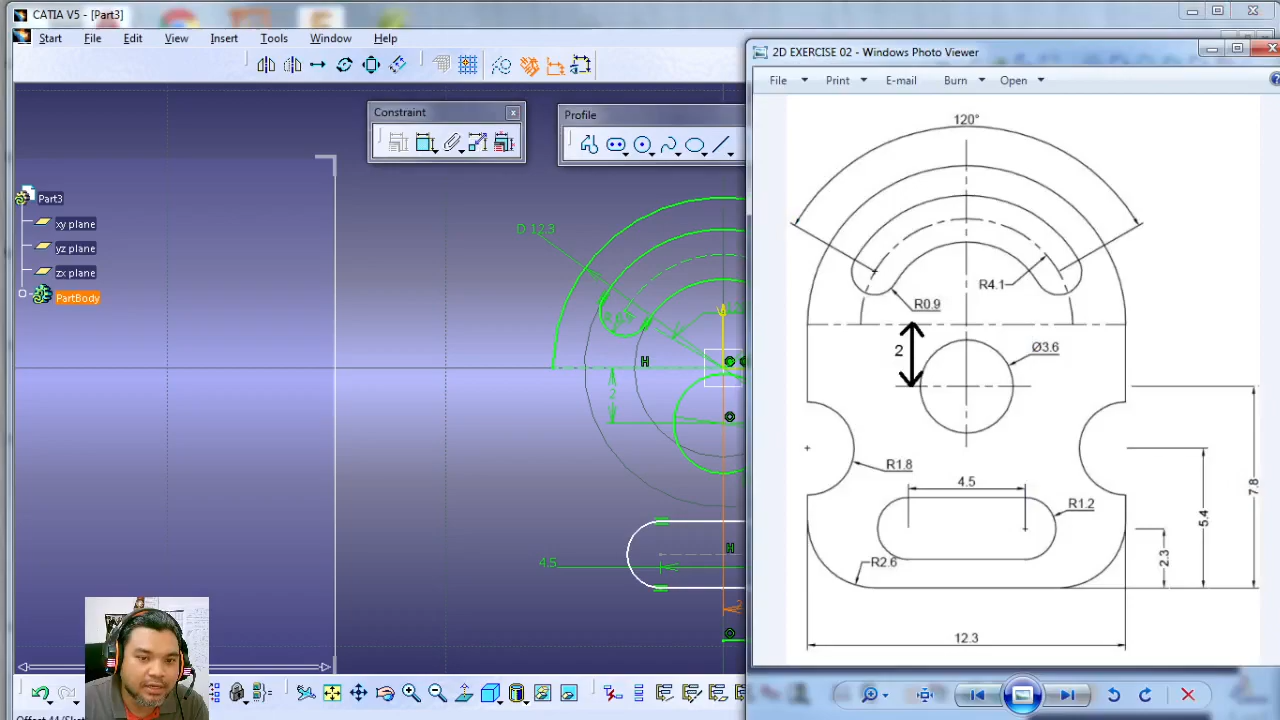 CATIA V5 - [Part3]
Start File Edit View Insert Tools Window Help
Constraint
Profile
Part3
xy plane
yz plane
zx plane
PartBody
D 12.3
H
2
H
4.5
2D EXERCISE 02 - Windows Photo Viewer
File Print E-mail Burn Open
120°
R4.1
R0.9
2
Ø3.6
R1.8
4.5
R1.2
7.8
5.4
2.3
R2.6
12.3